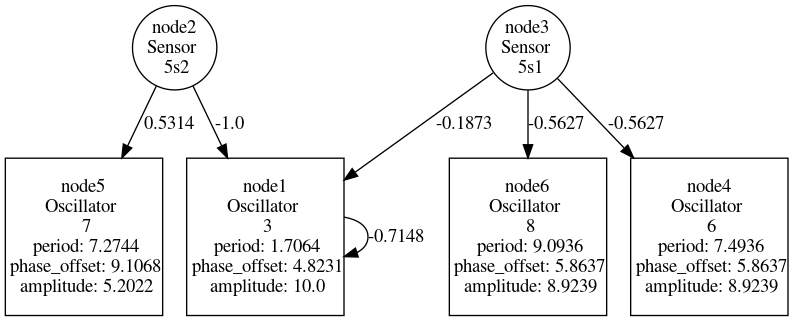 node2
Sensor
5s2
node3
Sensor
5s1
0.5314
-1.0
-0.1873
-0.5627
-0.5627
node5
Oscillator
7
period: 7.2744
phase_offset: 9.1068
amplitude: 5.2022
node1
Oscillator
3
period: 1.7064
phase_offset: 4.8231
amplitude: 10.0
-0.7148
node6
Oscillator
8
period: 9.0936
phase_offset: 5.8637
amplitude: 8.9239
node4
Oscillator
6
period: 7.4936
phase_offset: 5.8637
amplitude: 8.9239